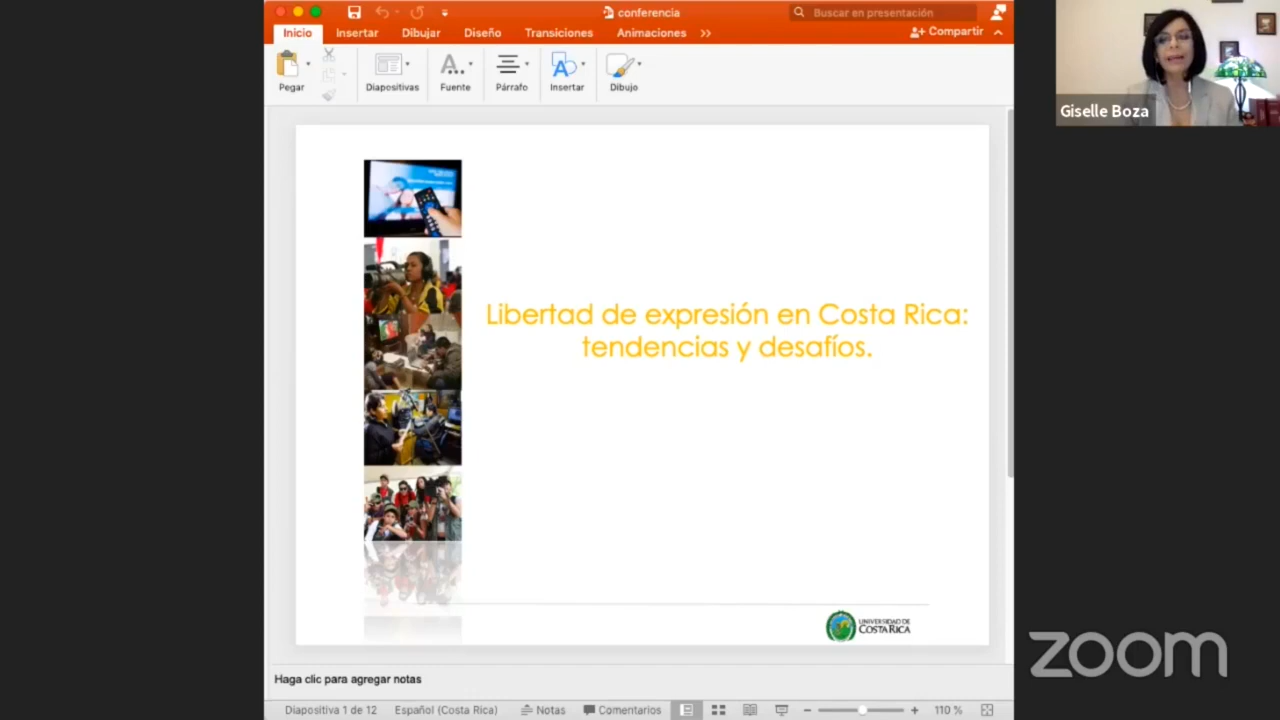 conferencia
Buscar en presentación
Inicio
Insertar
Dibujar
Diseño
Transiciones
Animaciones
Compartir
Pegar
Diapositivas
Fuente
Párrafo
Insertar
Dibujo
Giselle Boza
Libertad de expresión en Costa Rica:
tendencias y desafíos.
UNIVERSIDAD DE
COSTA RICA
Haga clic para agregar notas
Diapositiva 1 de 12
Español (Costa Rica)
Notas
Comentarios
110 %
zoom